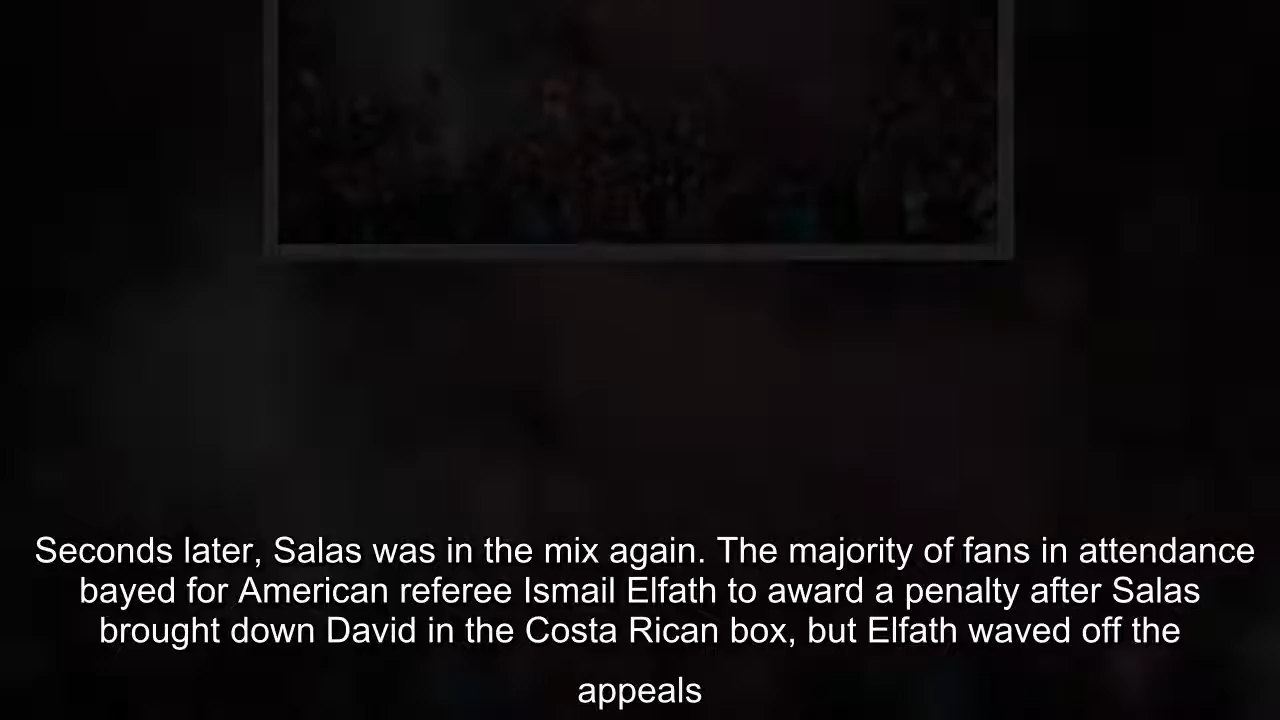 Seconds later, Salas was in the mix again. The majority of fans in attendance
bayed for American referee Ismail Elfath to award a penalty after Salas
brought down David in the Costa Rican box, but Elfath waved off the
appeals